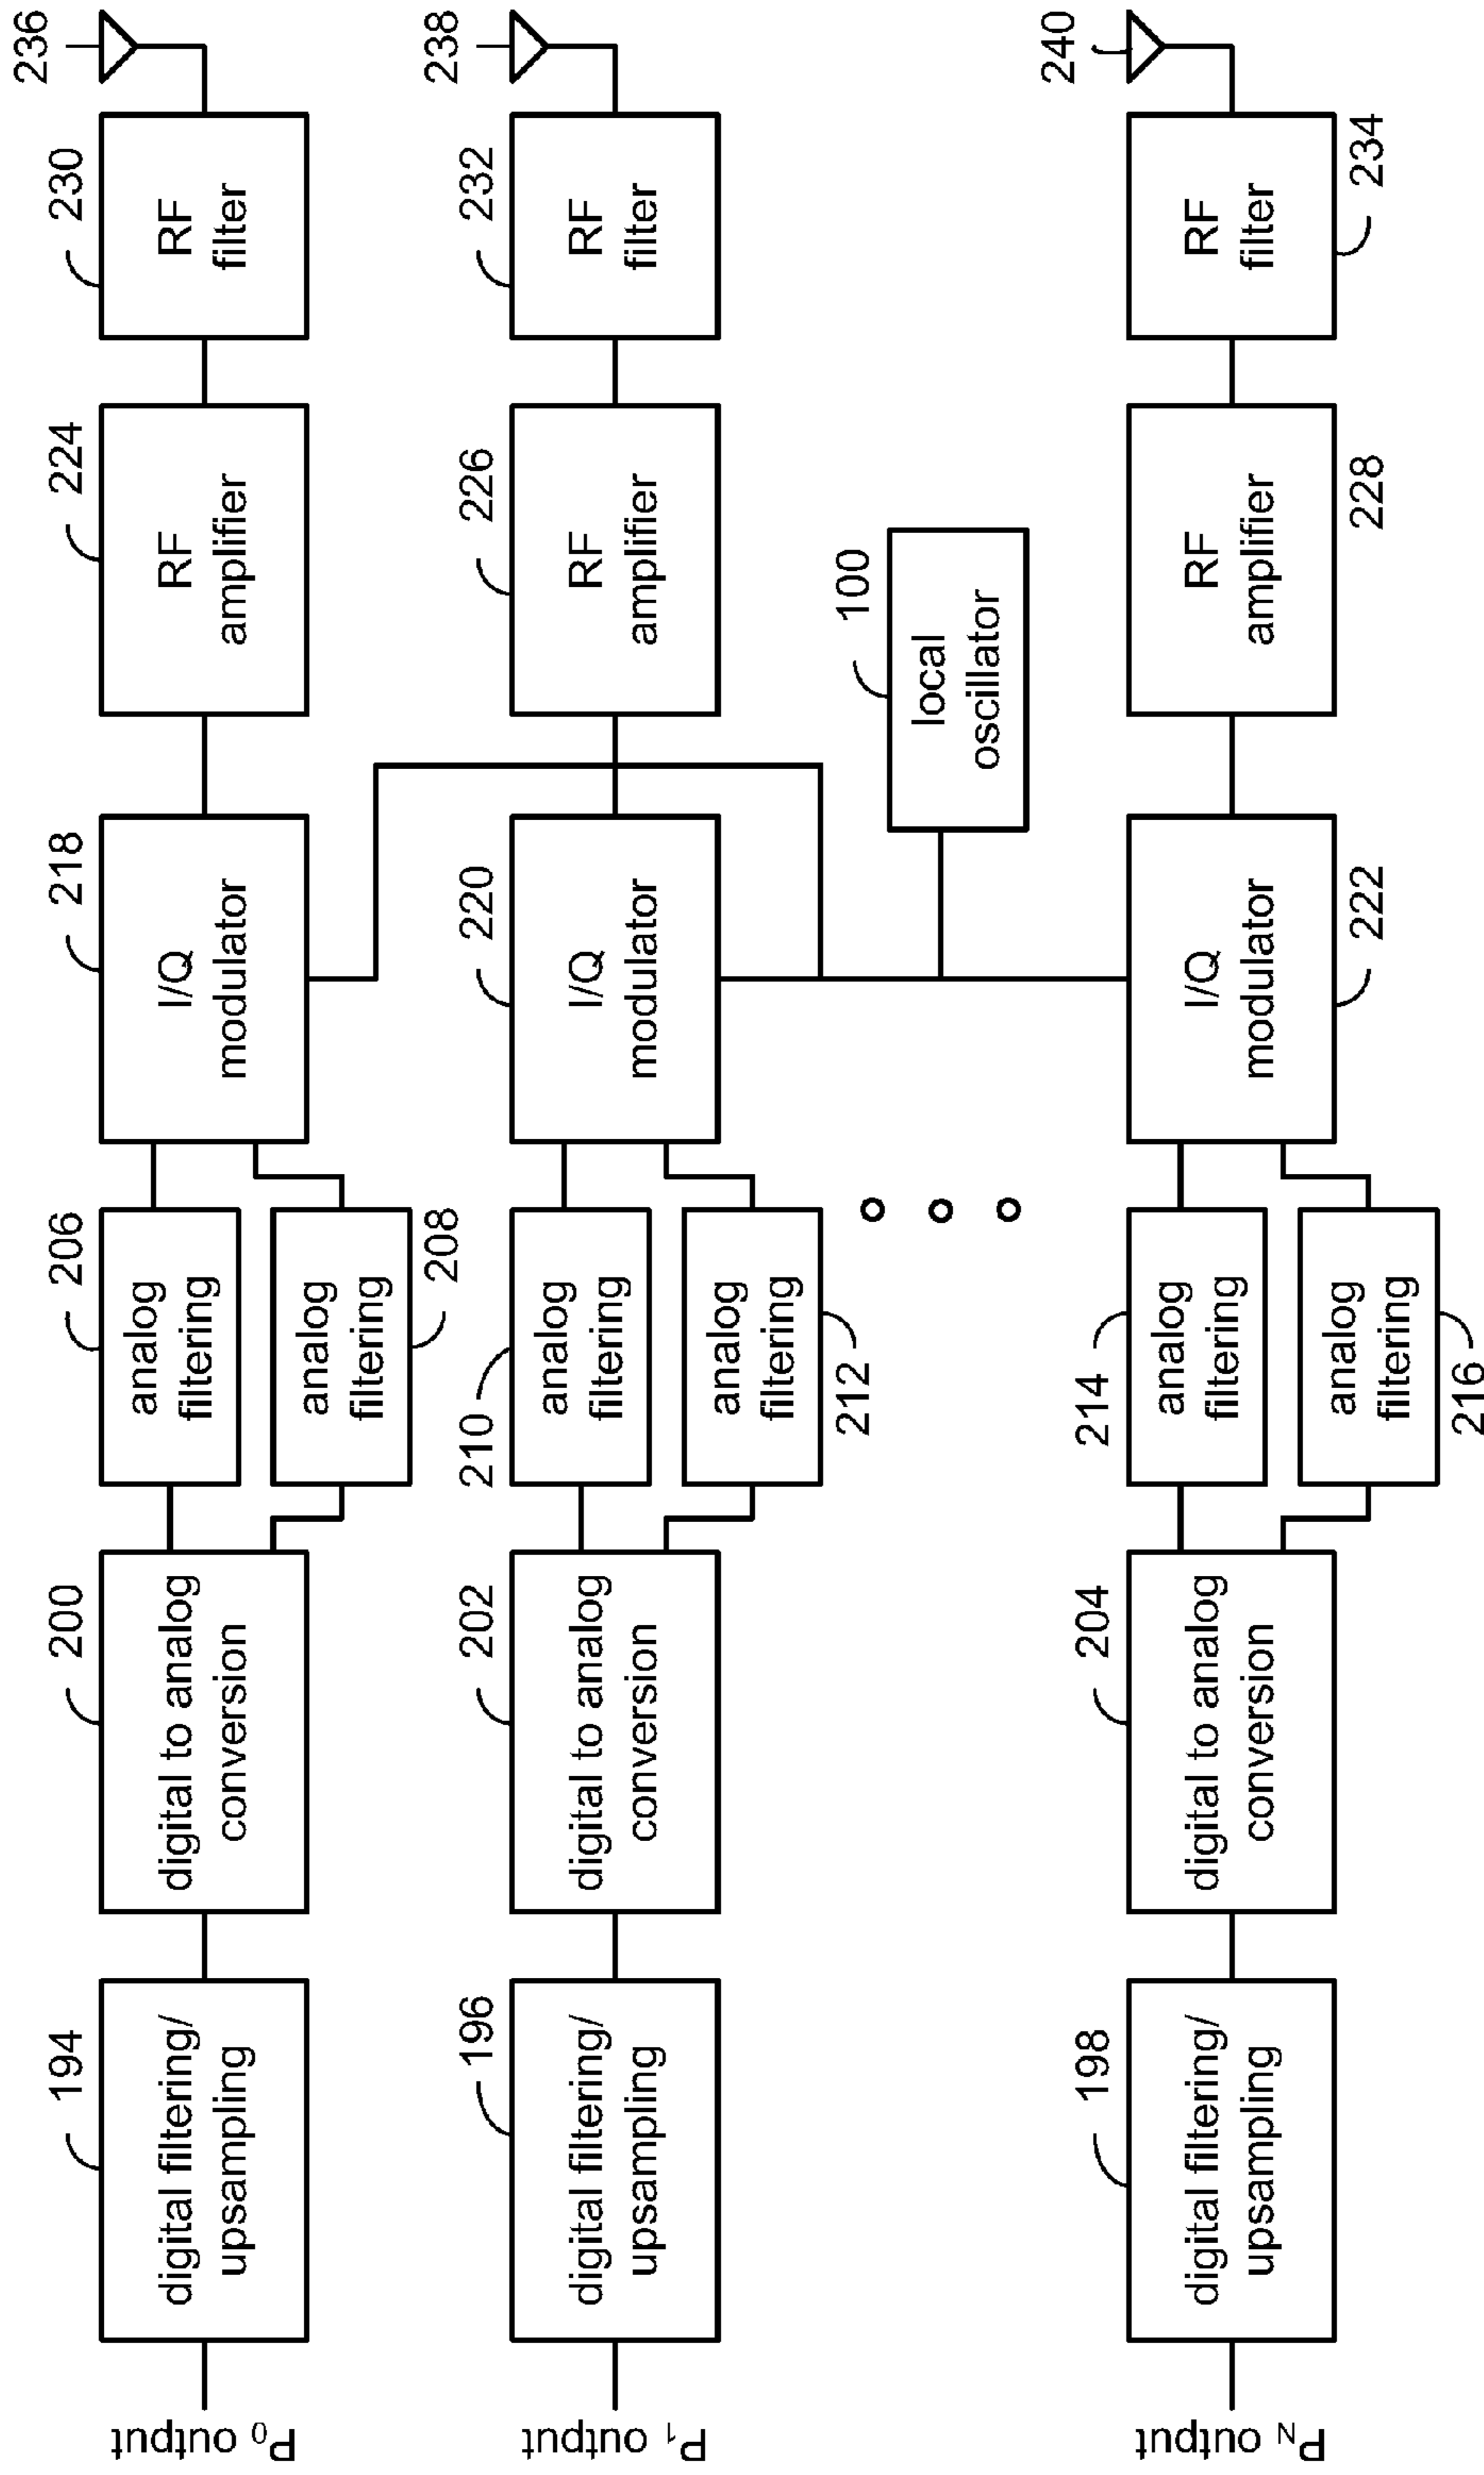 194
200
206
218
224
230
236
P0 output
digital filtering/
upsampling
digital to analog
conversion
analog
filtering
analog
filtering
208
I/Q
modulator
RF
amplifier
RF
filter
196
202
210
220
226
232
238
P1 output
digital filtering/
upsampling
digital to analog
conversion
analog
filtering
analog
filtering
212
I/Q
modulator
RF
amplifier
RF
filter
100
local
oscillator
198
204
214
240
PN output
digital filtering/
upsampling
digital to analog
conversion
analog
filtering
analog
filtering
216
I/Q
modulator
222
RF
amplifier
228
RF
filter
234